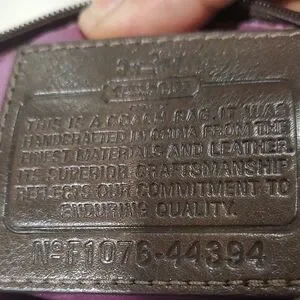 THIS IS A COACH BAG. IT WAS
HANDCRAFTED IN CHINA FROM THE
FINEST MATERIALS AND LEATHER.
ITS SUPERIOR CRAFTSMANSHIP
REFLECTS OUR COMMITMENT TO
ENDURING QUALITY.
Nº F1076-44394